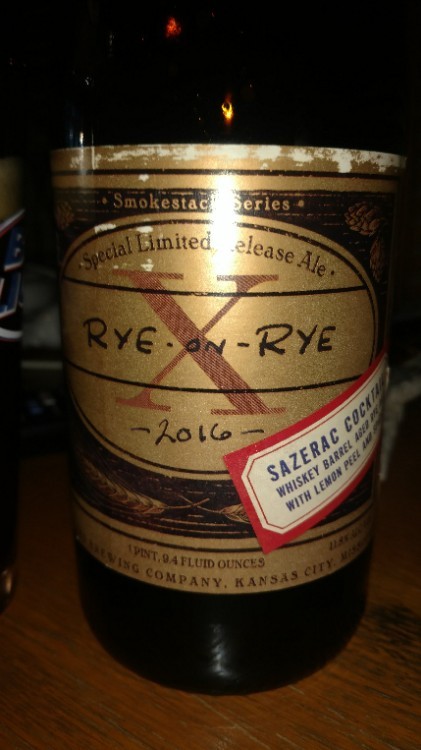 • Smokestack Series •
• Special Limited Release Ale •
X
RYE-ON-RYE
-2016-
SAZERAC COCKTAIL
WHISKEY BARREL AGED RYE
WITH LEMON PEEL AND
1 PINT, 9.4 FLUID OUNCES
BREWING COMPANY, KANSAS CITY,